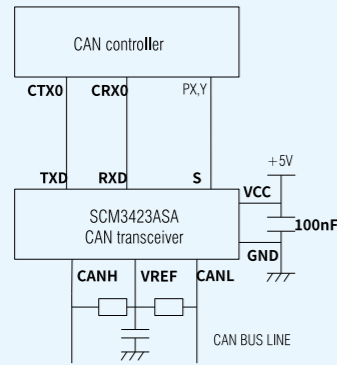 CAN controller
CTX0 CRX0 PX,Y
+5V
TXD RXD S
VCC
SCM3423ASA
CAN transceiver
100nF
GND
CANH VREF CANL
CAN BUS LINE